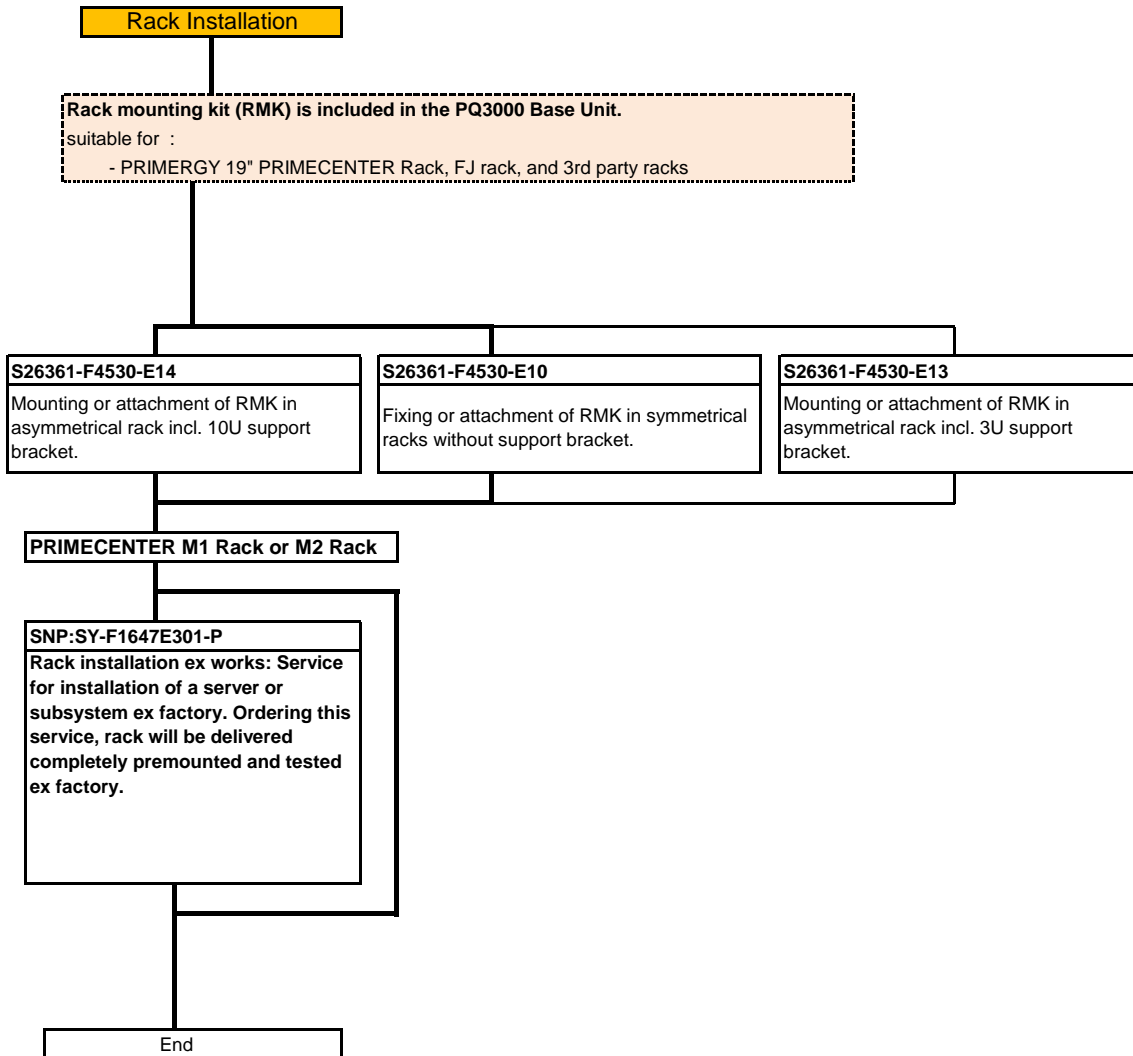 Rack Installation
Rack mounting kit (RMK) is included in the PQ3000 Base Unit.
suitable for :
- PRIMERGY 19" PRIMECENTER Rack, FJ rack, and 3rd party racks
S26361-F4530-E14
Mounting or attachment of RMK in
asymmetrical rack incl. 10U support
bracket.
S26361-F4530-E10
Fixing or attachment of RMK in symmetrical
racks without support bracket.
S26361-F4530-E13
Mounting or attachment of RMK in
asymmetrical rack incl. 3U support
bracket.
PRIMECENTER M1 Rack or M2 Rack
SNP:SY-F1647E301-P
Rack installation ex works: Service
for installation of a server or
subsystem ex factory. Ordering this
service, rack will be delivered
completely premounted and tested
ex factory.
End